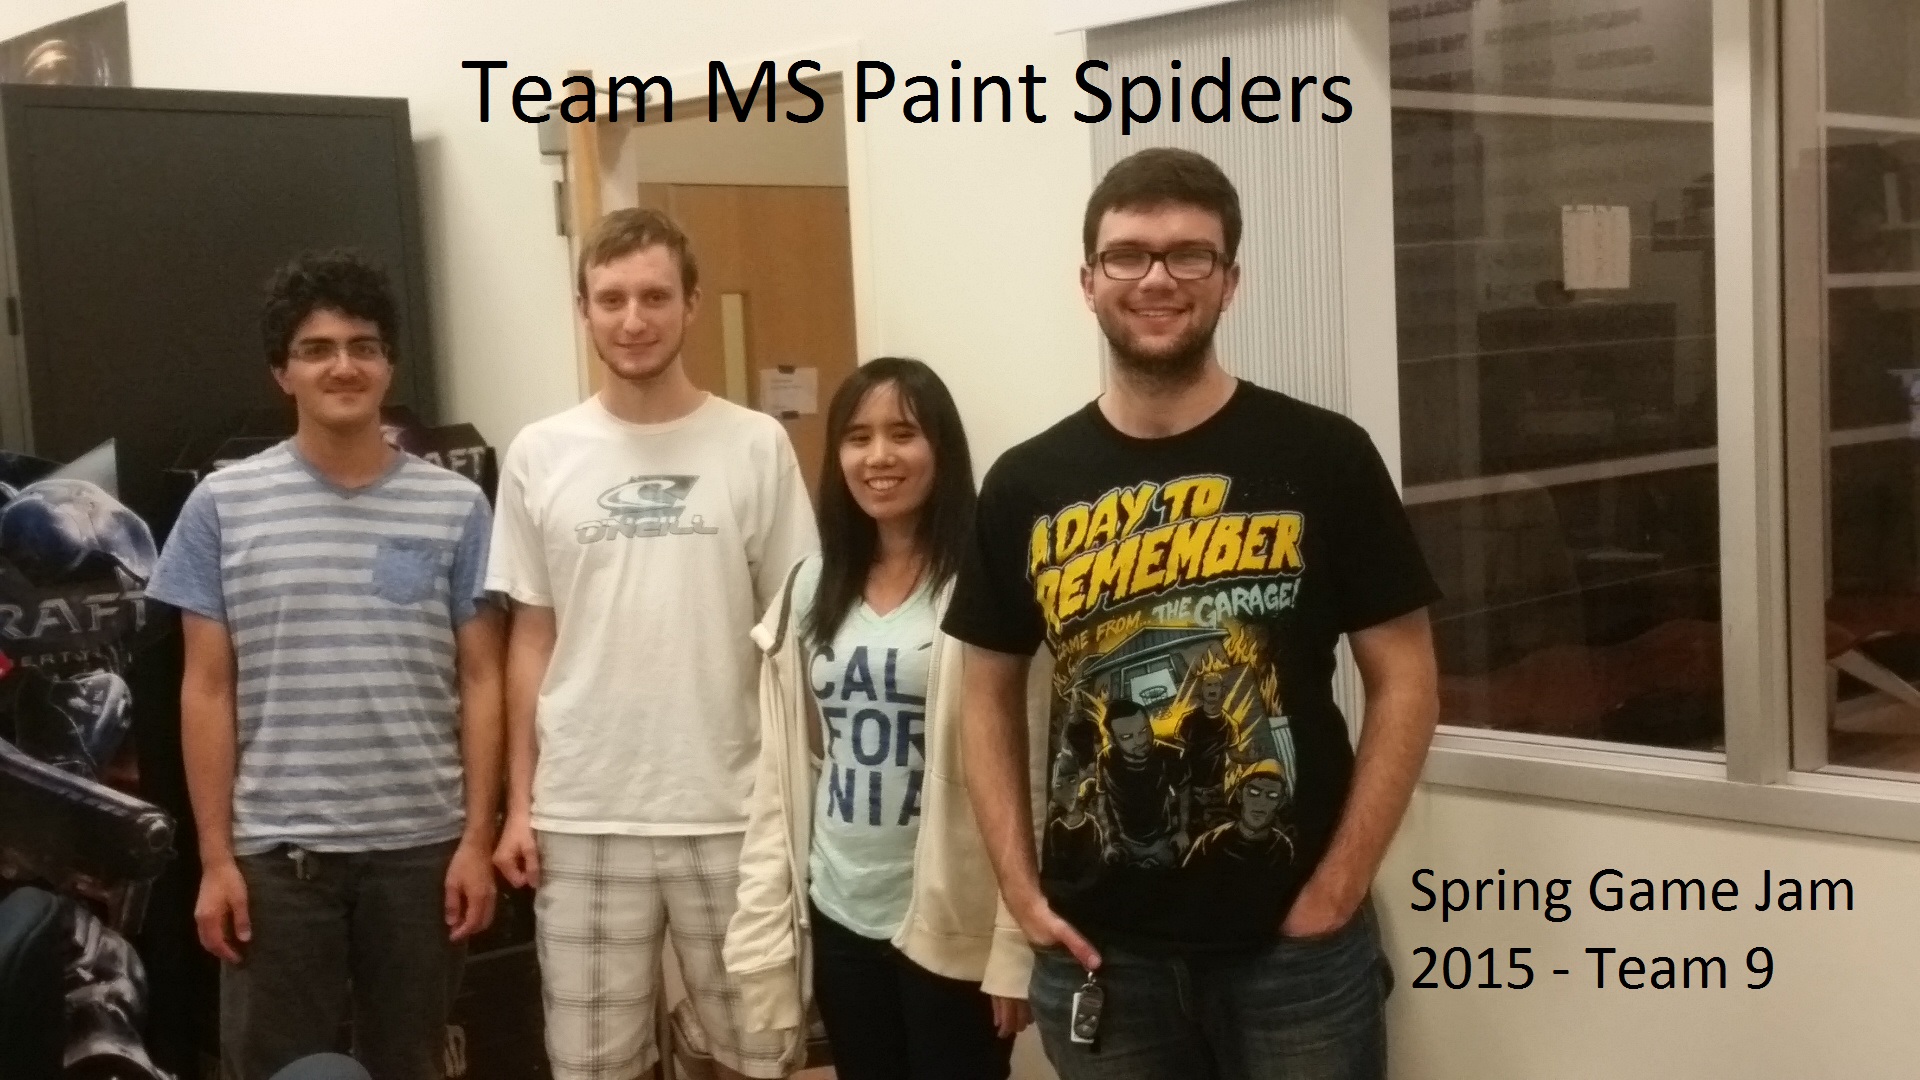 Team MS Paint Spiders
AFT
RAFT
O'NEILL
CAL
FOR
NIA
A DAY TO
REMEMBER
CAME FROM... THE GARAGE!
Spring Game Jam
2015 - Team 9